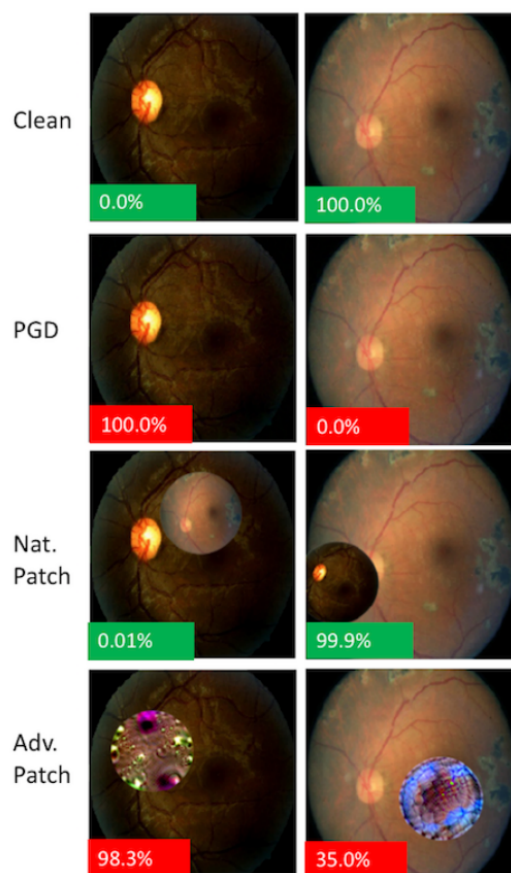 Clean
0.0%
100.0%
PGD
100.0%
0.0%
Nat.
Patch
0.01%
99.9%
Adv.
Patch
98.3%
35.0%